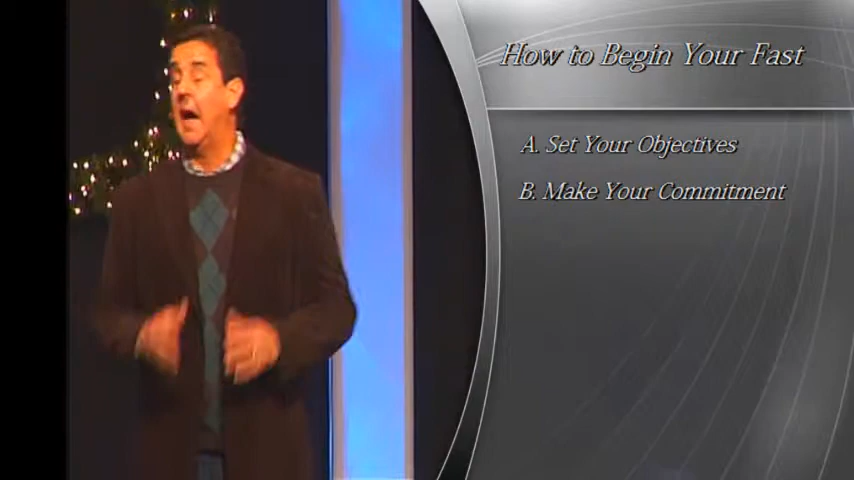 How to Begin Your Fast
A. Set Your Objectives
B. Make Your Commitment